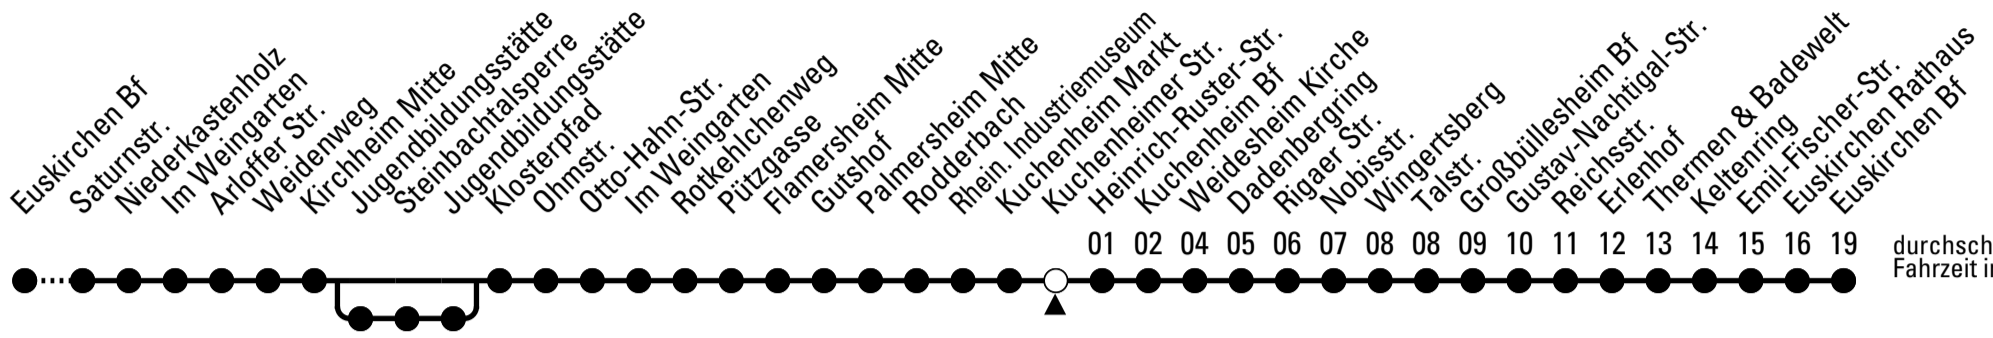 Euskirchen Bf
Saturnstr.
Niederkastenholz
Im Weingarten
Arloffer Str.
Weidenweg
Kirchheim Mitte
Jugendbildungsstätte
Steinbachtalsperre
Jugendbildungsstätte
Klosterpfad
Ohmstr.
Otto-Hahn-Str.
Im Weingarten
Rotkehlchenweg
Pützgasse
Flamersheim Mitte
Gutshof
Palmersheim Mitte
Rodderbach
Rhein. Industriemuseum
Kuchenheim Markt
Kuchenheimer Str.
Heinrich-Ruster-Str.
Kuchenheim Bf
Weidesheim Kirche
Dadenbergring
Rigaer Str.
Nobisstr.
Wingertsberg
Talstr.
Großbüllesheim Bf
Gustav-Nachtigal-Str.
Reichsstr.
Erlenhof
Thermen & Badewelt
Keltenring
Emil-Fischer-Str.
Euskirchen Rathaus
Euskirchen Bf
01 02 04 05 06 07 08 08 09 10 11 12 13 14 15 16 19
durchsch
Fahrzeit i